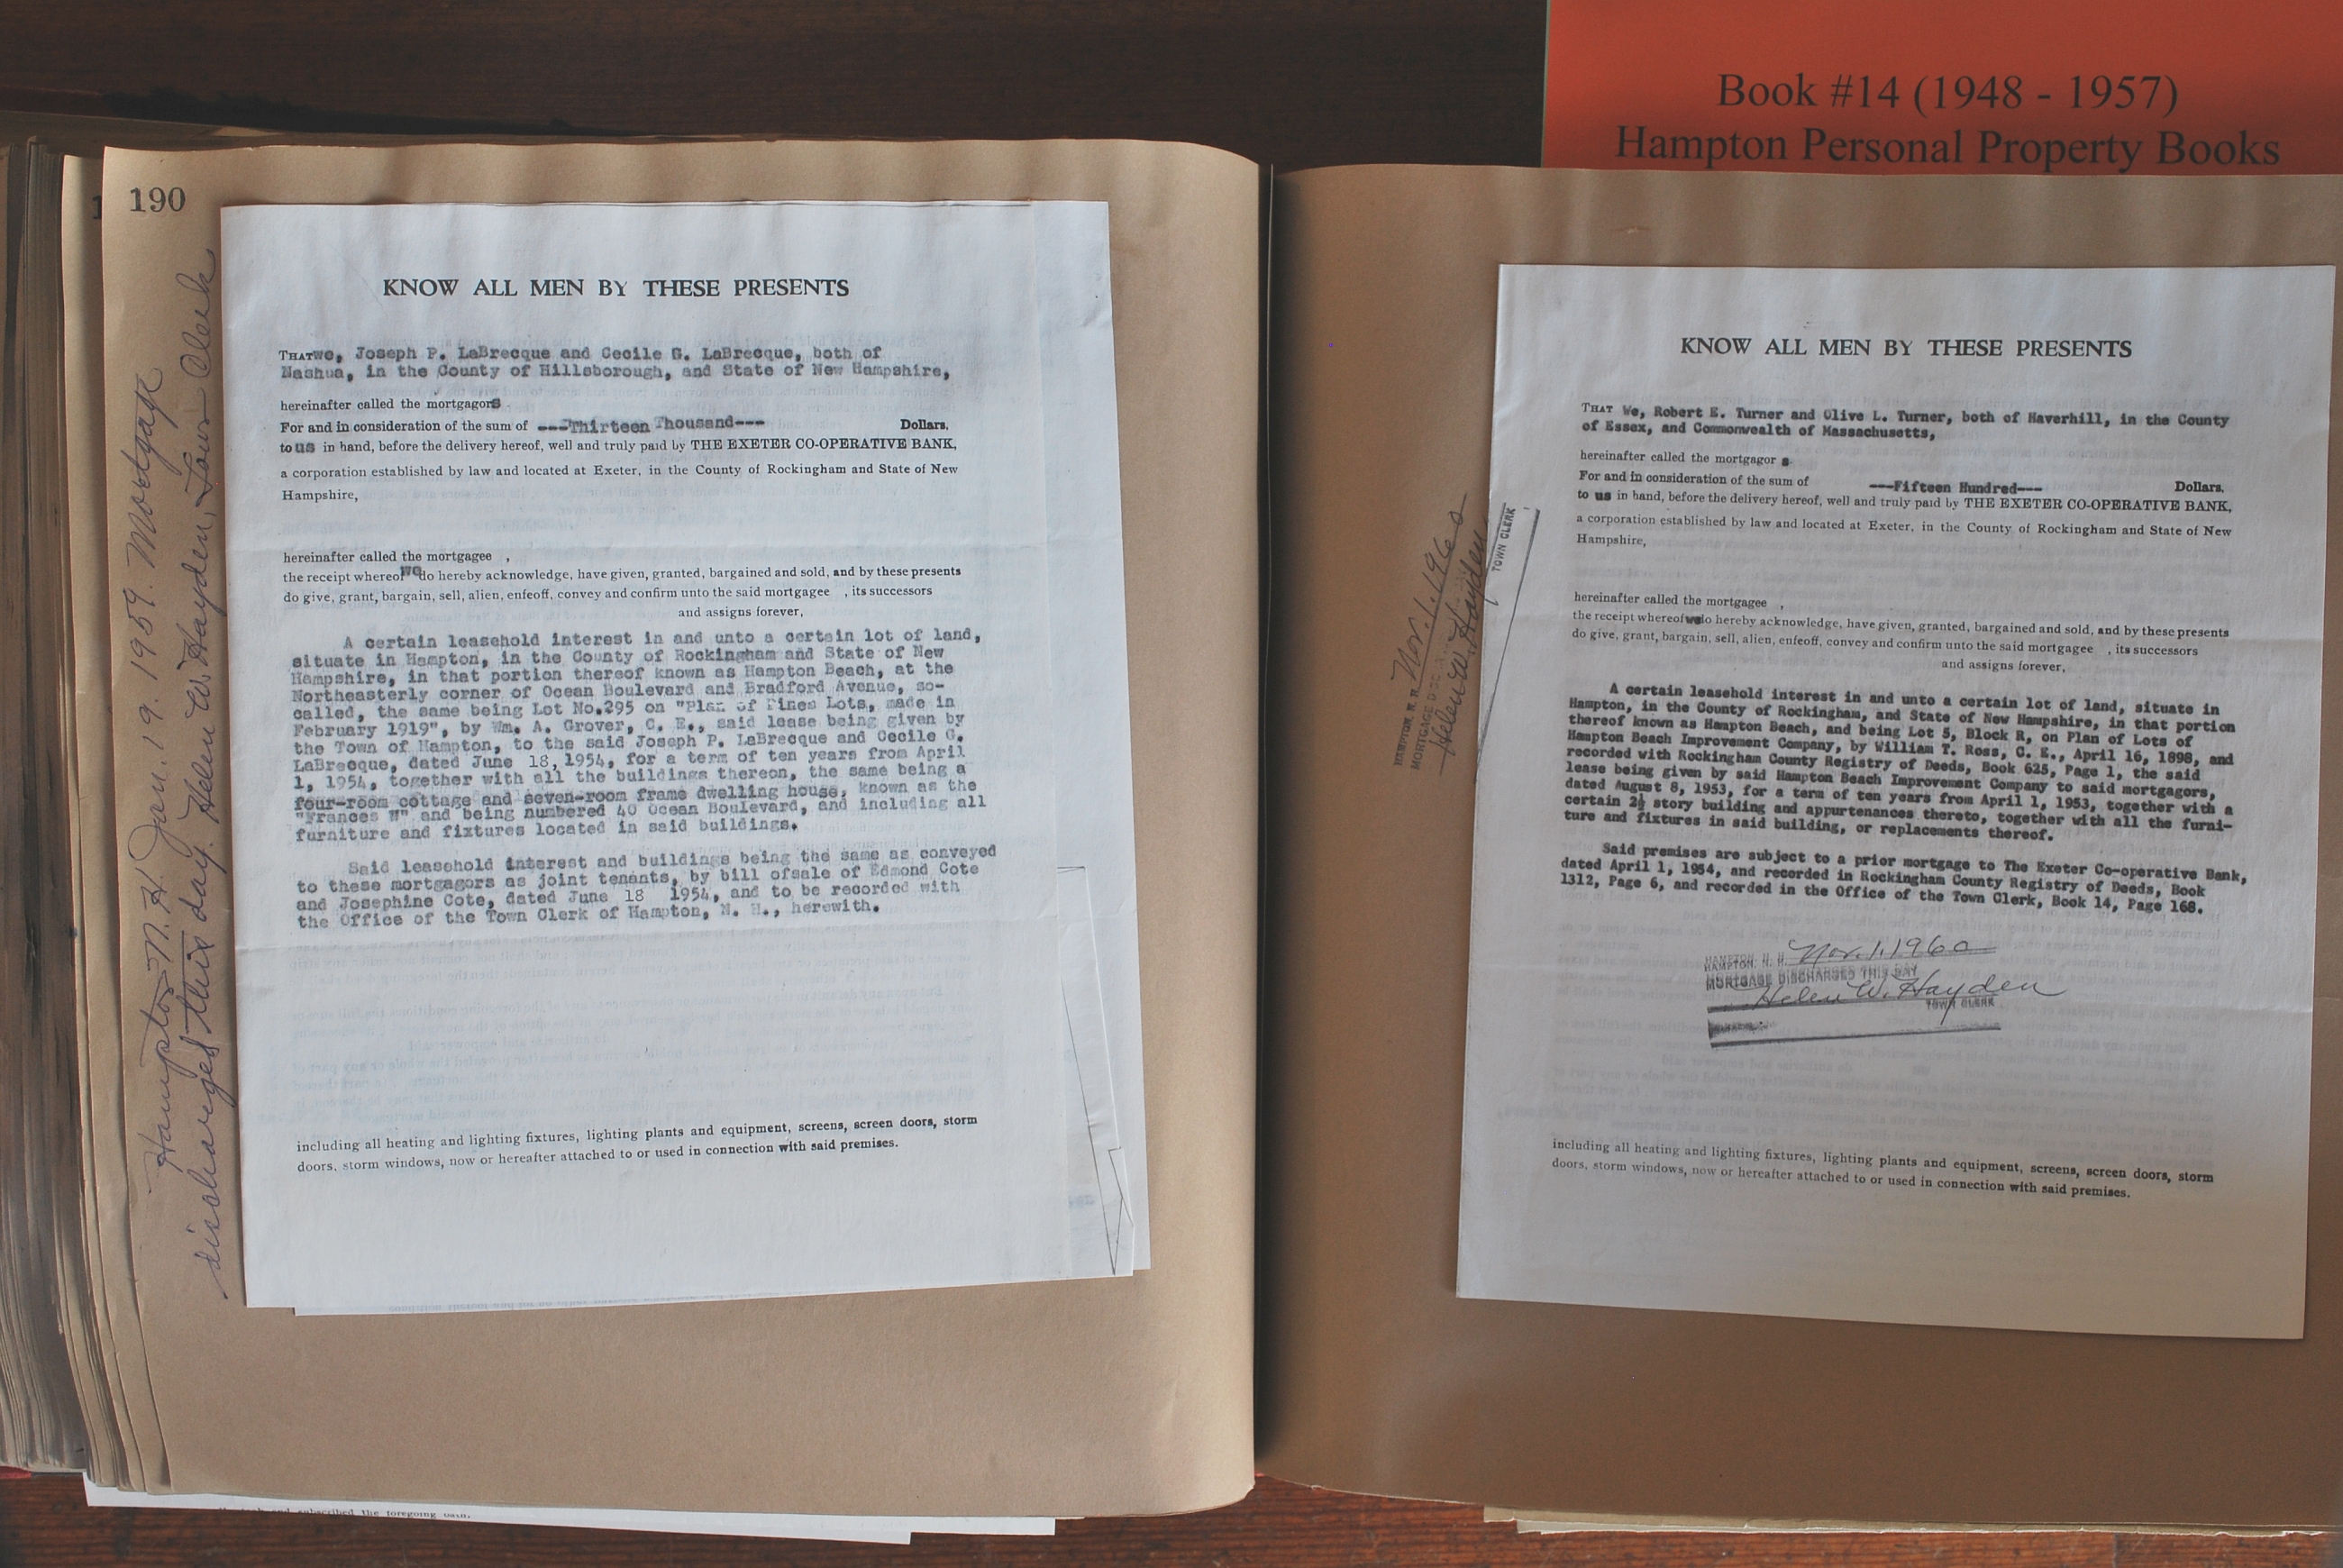 Book #14 (1948 - 1957)
Hampton Personal Property Books
190
Hampton N. H. Jan. 19. 1959. Mortgage
discharged this day. Helen W. Hayden, Town Clerk
KNOW ALL MEN BY THESE PRESENTS
THAT We, Joseph P. LaBrecque and Cecile G. LaBrecque, both of
Nashua, in the County of Hillsborough, and State of New Hampshire,
hereinafter called the mortgagors
For and in consideration of the sum of ---Thirteen Thousand--- Dollars,
to us in hand, before the delivery hereof, well and truly paid by THE EXETER CO-OPERATIVE BANK,
a corporation established by law and located at Exeter, in the County of Rockingham and State of New
Hampshire,
hereinafter called the mortgagee ,
the receipt whereof we do hereby acknowledge, have given, granted, bargained and sold, and by these presents
do give, grant, bargain, sell, alien, enfeoff, convey and confirm unto the said mortgagee , its successors
and assigns forever,
A certain leasehold interest in and unto a certain lot of land,
situate in Hampton, in the County of Rockingham and State of New
Hampshire, in that portion thereof known as Hampton Beach, at the
Northeasterly corner of Ocean Boulevard and Bradford Avenue, so-
called, the same being Lot No.295 on "Plan of Pines Lots, made in
February 1919", by Wm. A. Grover, C. E., said lease being given by
the Town of Hampton, to the said Joseph P. LaBrecque and Cecile G.
LaBrecque, dated June 18, 1954, for a term of ten years from April
1, 1954, together with all the buildings thereon, the same being a
four-room cottage and seven-room frame dwelling house, known as the
"Frances W" and being numbered 40 Ocean Boulevard, and including all
furniture and fixtures located in said buildings.
Said leasehold interest and buildings being the same as conveyed
to these mortgagors as joint tenants, by bill ofsale of Edmond Cote
and Josephine Cote, dated June 18 1954, and to be recorded with
the Office of the Town Clerk of Hampton, N. H., herewith.
including all heating and lighting fixtures, lighting plants and equipment, screens, screen doors, storm
doors, storm windows, now or hereafter attached to or used in connection with said premises.
subscribed the foregoing oath.
HAMPTON, N. H. Nov. 1. 1960
MORTGAGE
Helen W. Hayden
TOWN CLERK
KNOW ALL MEN BY THESE PRESENTS
THAT We, Robert E. Turner and Olive L. Turner, both of Haverhill, in the County
of Essex, and Commonwealth of Massachusetts,
hereinafter called the mortgagor s
For and in consideration of the sum of ---Fifteen Hundred--- Dollars,
to us in hand, before the delivery hereof, well and truly paid by THE EXETER CO-OPERATIVE BANK,
a corporation established by law and located at Exeter, in the County of Rockingham and State of New
Hampshire,
hereinafter called the mortgagee ,
the receipt whereof we do hereby acknowledge, have given, granted, bargained and sold, and by these presents
do give, grant, bargain, sell, alien, enfeoff, convey and confirm unto the said mortgagee , its successors
and assigns forever,
A certain leasehold interest in and unto a certain lot of land, situate in
Hampton, in the County of Rockingham, and State of New Hampshire, in that portion
thereof known as Hampton Beach, and being Lot 5, Block R, on Plan of Lots of
Hampton Beach Improvement Company, by William T. Ross, C. E., April 16, 1898, and
recorded with Rockingham County Registry of Deeds, Book 625, Page 1, the said
lease being given by said Hampton Beach Improvement Company to said mortgagors,
dated August 8, 1953, for a term of ten years from April 1, 1953, together with a
certain 2½ story building and appurtenances thereto, together with all the furni-
ture and fixtures in said building, or replacements thereof.
Said premises are subject to a prior mortgage to The Exeter Co-operative Bank,
dated April 1, 1954, and recorded in Rockingham County Registry of Deeds, Book
1312, Page 6, and recorded in the Office of the Town Clerk, Book 14, Page 168.
HAMPTON, N. H. Nov. 1. 1960
MORTGAGE DISCHARGED THIS DAY
Helen W. Hayden
TOWN CLERK
including all heating and lighting fixtures, lighting plants and equipment, screens, screen doors, storm
doors, storm windows, now or hereafter attached to or used in connection with said premises.